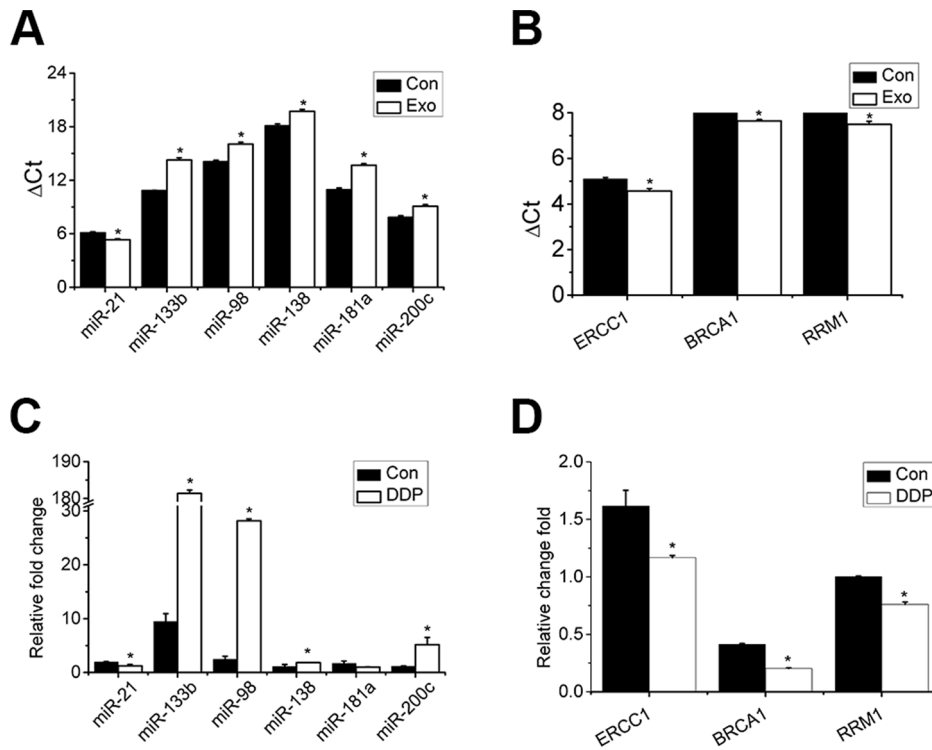 A
ΔCt
24
18
12
6
0
Con
Exo
*
*
*
*
*
*
miR-21
miR-133b
miR-98
miR-138
miR-181a
miR-200c
B
ΔCt
8
6
4
2
0
Con
Exo
*
*
*
ERCC1
BRCA1
RRM1
C
Relative fold change
190
180
30
20
10
0
Con
DDP
*
*
*
*
*
miR-21
miR-133b
miR-98
miR-138
miR-181a
miR-200c
D
Relative change fold
2.0
1.5
1.0
0.5
0.0
Con
DDP
*
*
*
ERCC1
BRCA1
RRM1